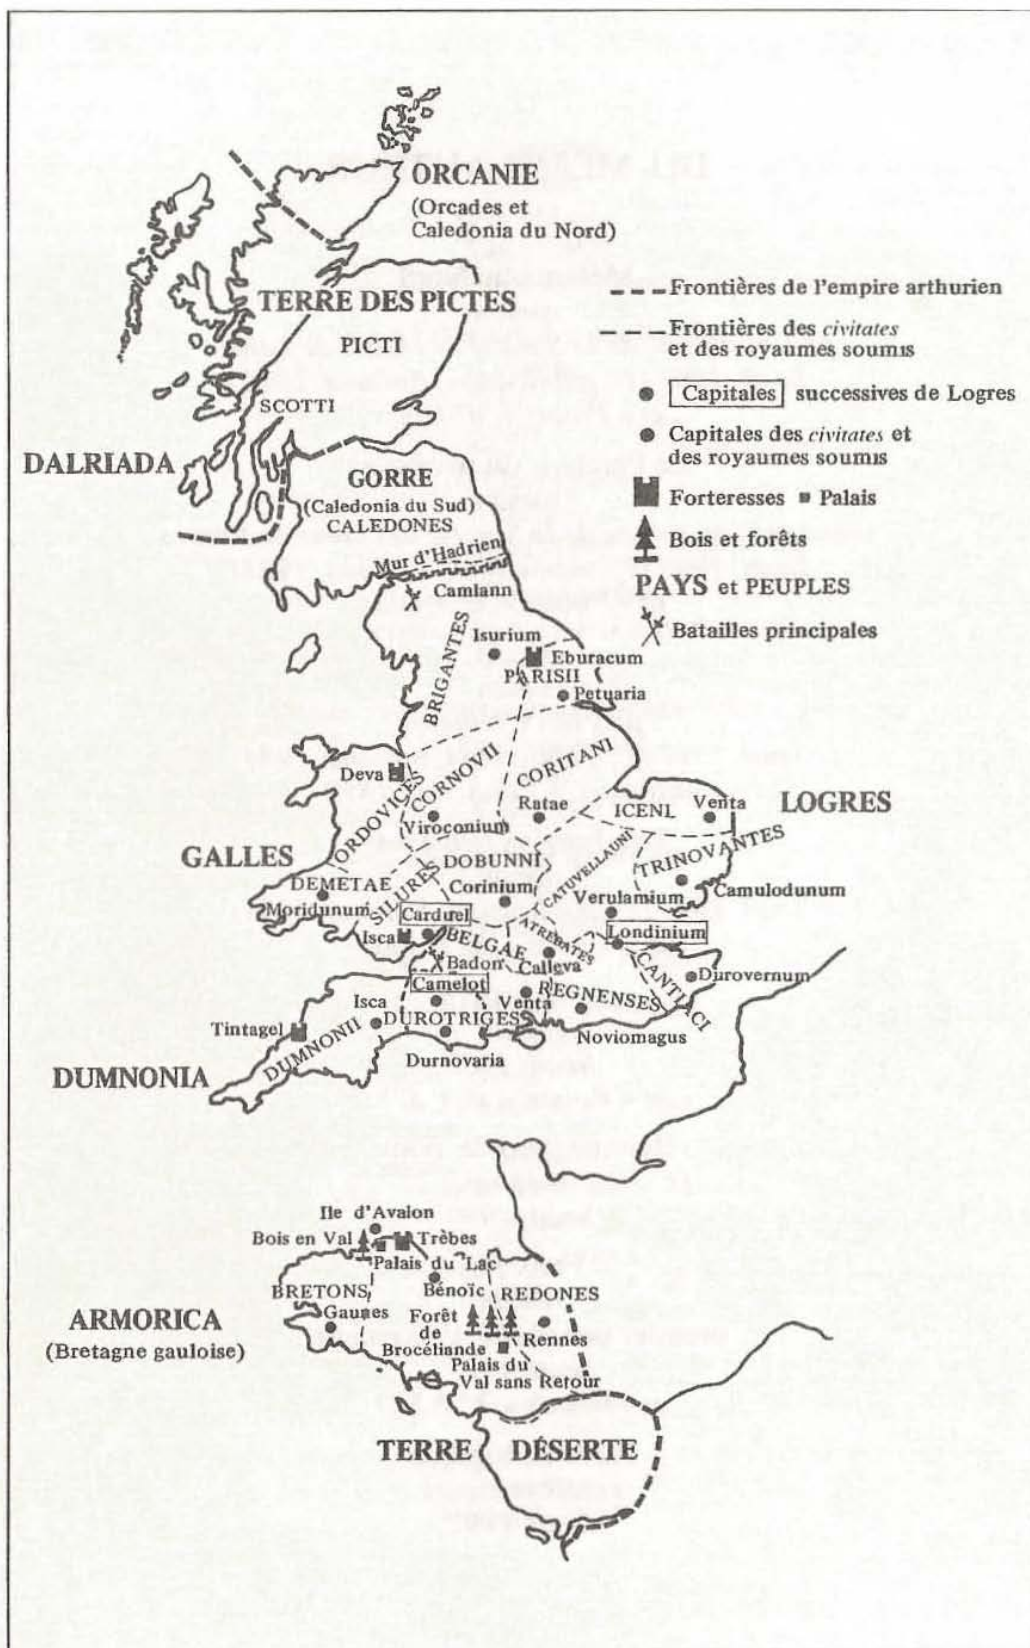 ORCANIE
(Orcades et
Caledonia du Nord)
TERRE DES PICTES
PICTI
SCOTTI
DALRIADA
GORRE
(Caledonia du Sud)
CALEDONES
Mur d'Hadrien
Camlann
Frontières de l'empire arthurien
Frontières des civitates
et des royaumes soumis
Capitales successives de Logres
Capitales des civitates et
des royaumes soumis
Forteresses Palais
Bois et forêts
PAYS et PEUPLES
Batailles principales
Isurium
Eburacum
BRIGANTES
PARISII
Petuaria
Deva
ORDOVICES
CORNOVII
CORITANI
Viroconium
Ratae
ICENI
Venta
LOGRES
GALLES
DOBUNNI
CATUVELLAUNI
TRINOVANTES
DEMETAE
SILURES
Corinium
Verulamium
Camulodunum
Moridunum
Cardurel
Isca
BELGAE
ATREBATES
Londinium
Badon
Calleva
CANTIACI
Durovernum
Camelot
Isca
Venta
REGNENSES
Tintagel
DUMNONII
DUROTRIGES
Noviomagus
Durnovaria
DUMNONIA
Ile d'Avalon
Bois en Val
Trèbes
Palais du Lac
BRETONS
Bénoïc
REDONES
Gaunes
Forêt
de
Brocéliande
Rennes
Palais du
Val sans Retour
ARMORICA
(Bretagne gauloise)
TERRE DÉSERTE